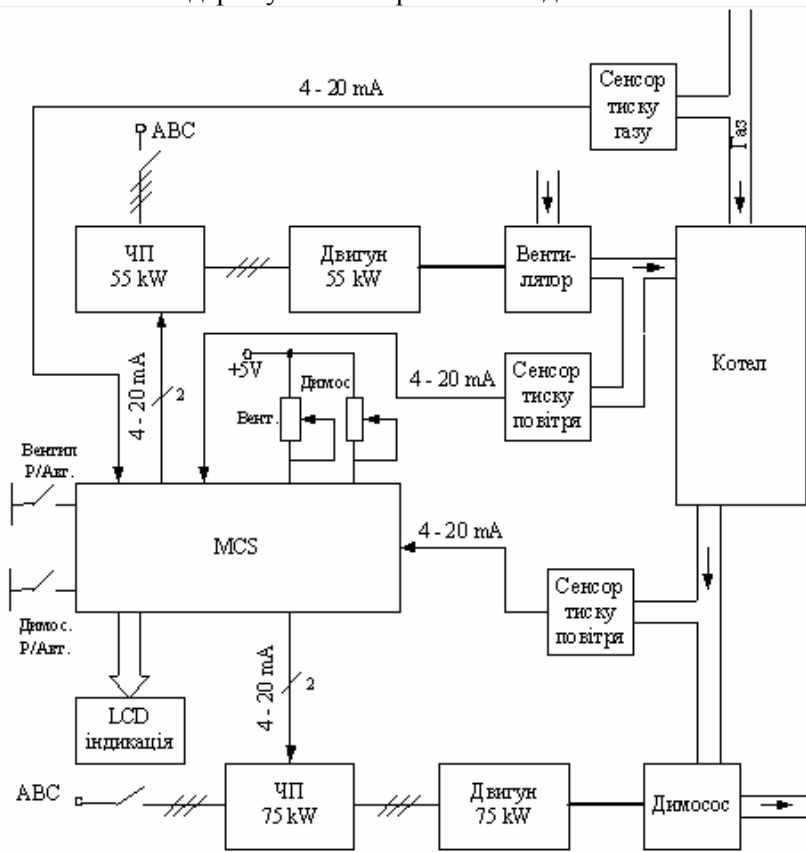 4 - 20 mA
Сенсор
тиску
газу
Газ
ABC
ЧП
55 kW
Двигун
55 kW
Венти-
лятор
Котел
4 - 20 mA
2
+5V
Димос
Вент.
4 - 20 mA
Сенсор
тиску
повітря
Вентил
Р/Авт.
MCS
4 - 20 mA
Сенсор
тиску
повітря
Димос.
Р/Авт.
4 - 20 mA
2
LCD
індикація
ABC
ЧП
75 kW
Двигун
75 kW
Димосос